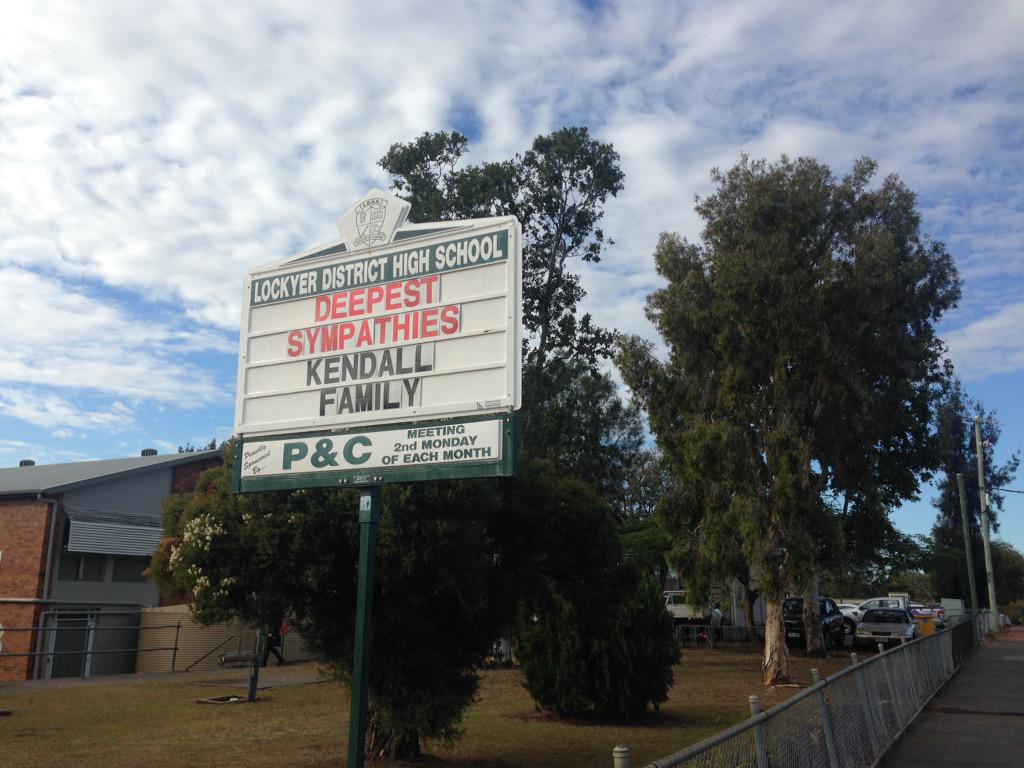 LOCKYER DISTRICT HIGH SCHOOL
DEEPEST
SYMPATHIES
KENDALL
FAMILY
Proudly
Sponsored
By...
P&C
MEETING
2nd MONDAY
OF EACH MONTH